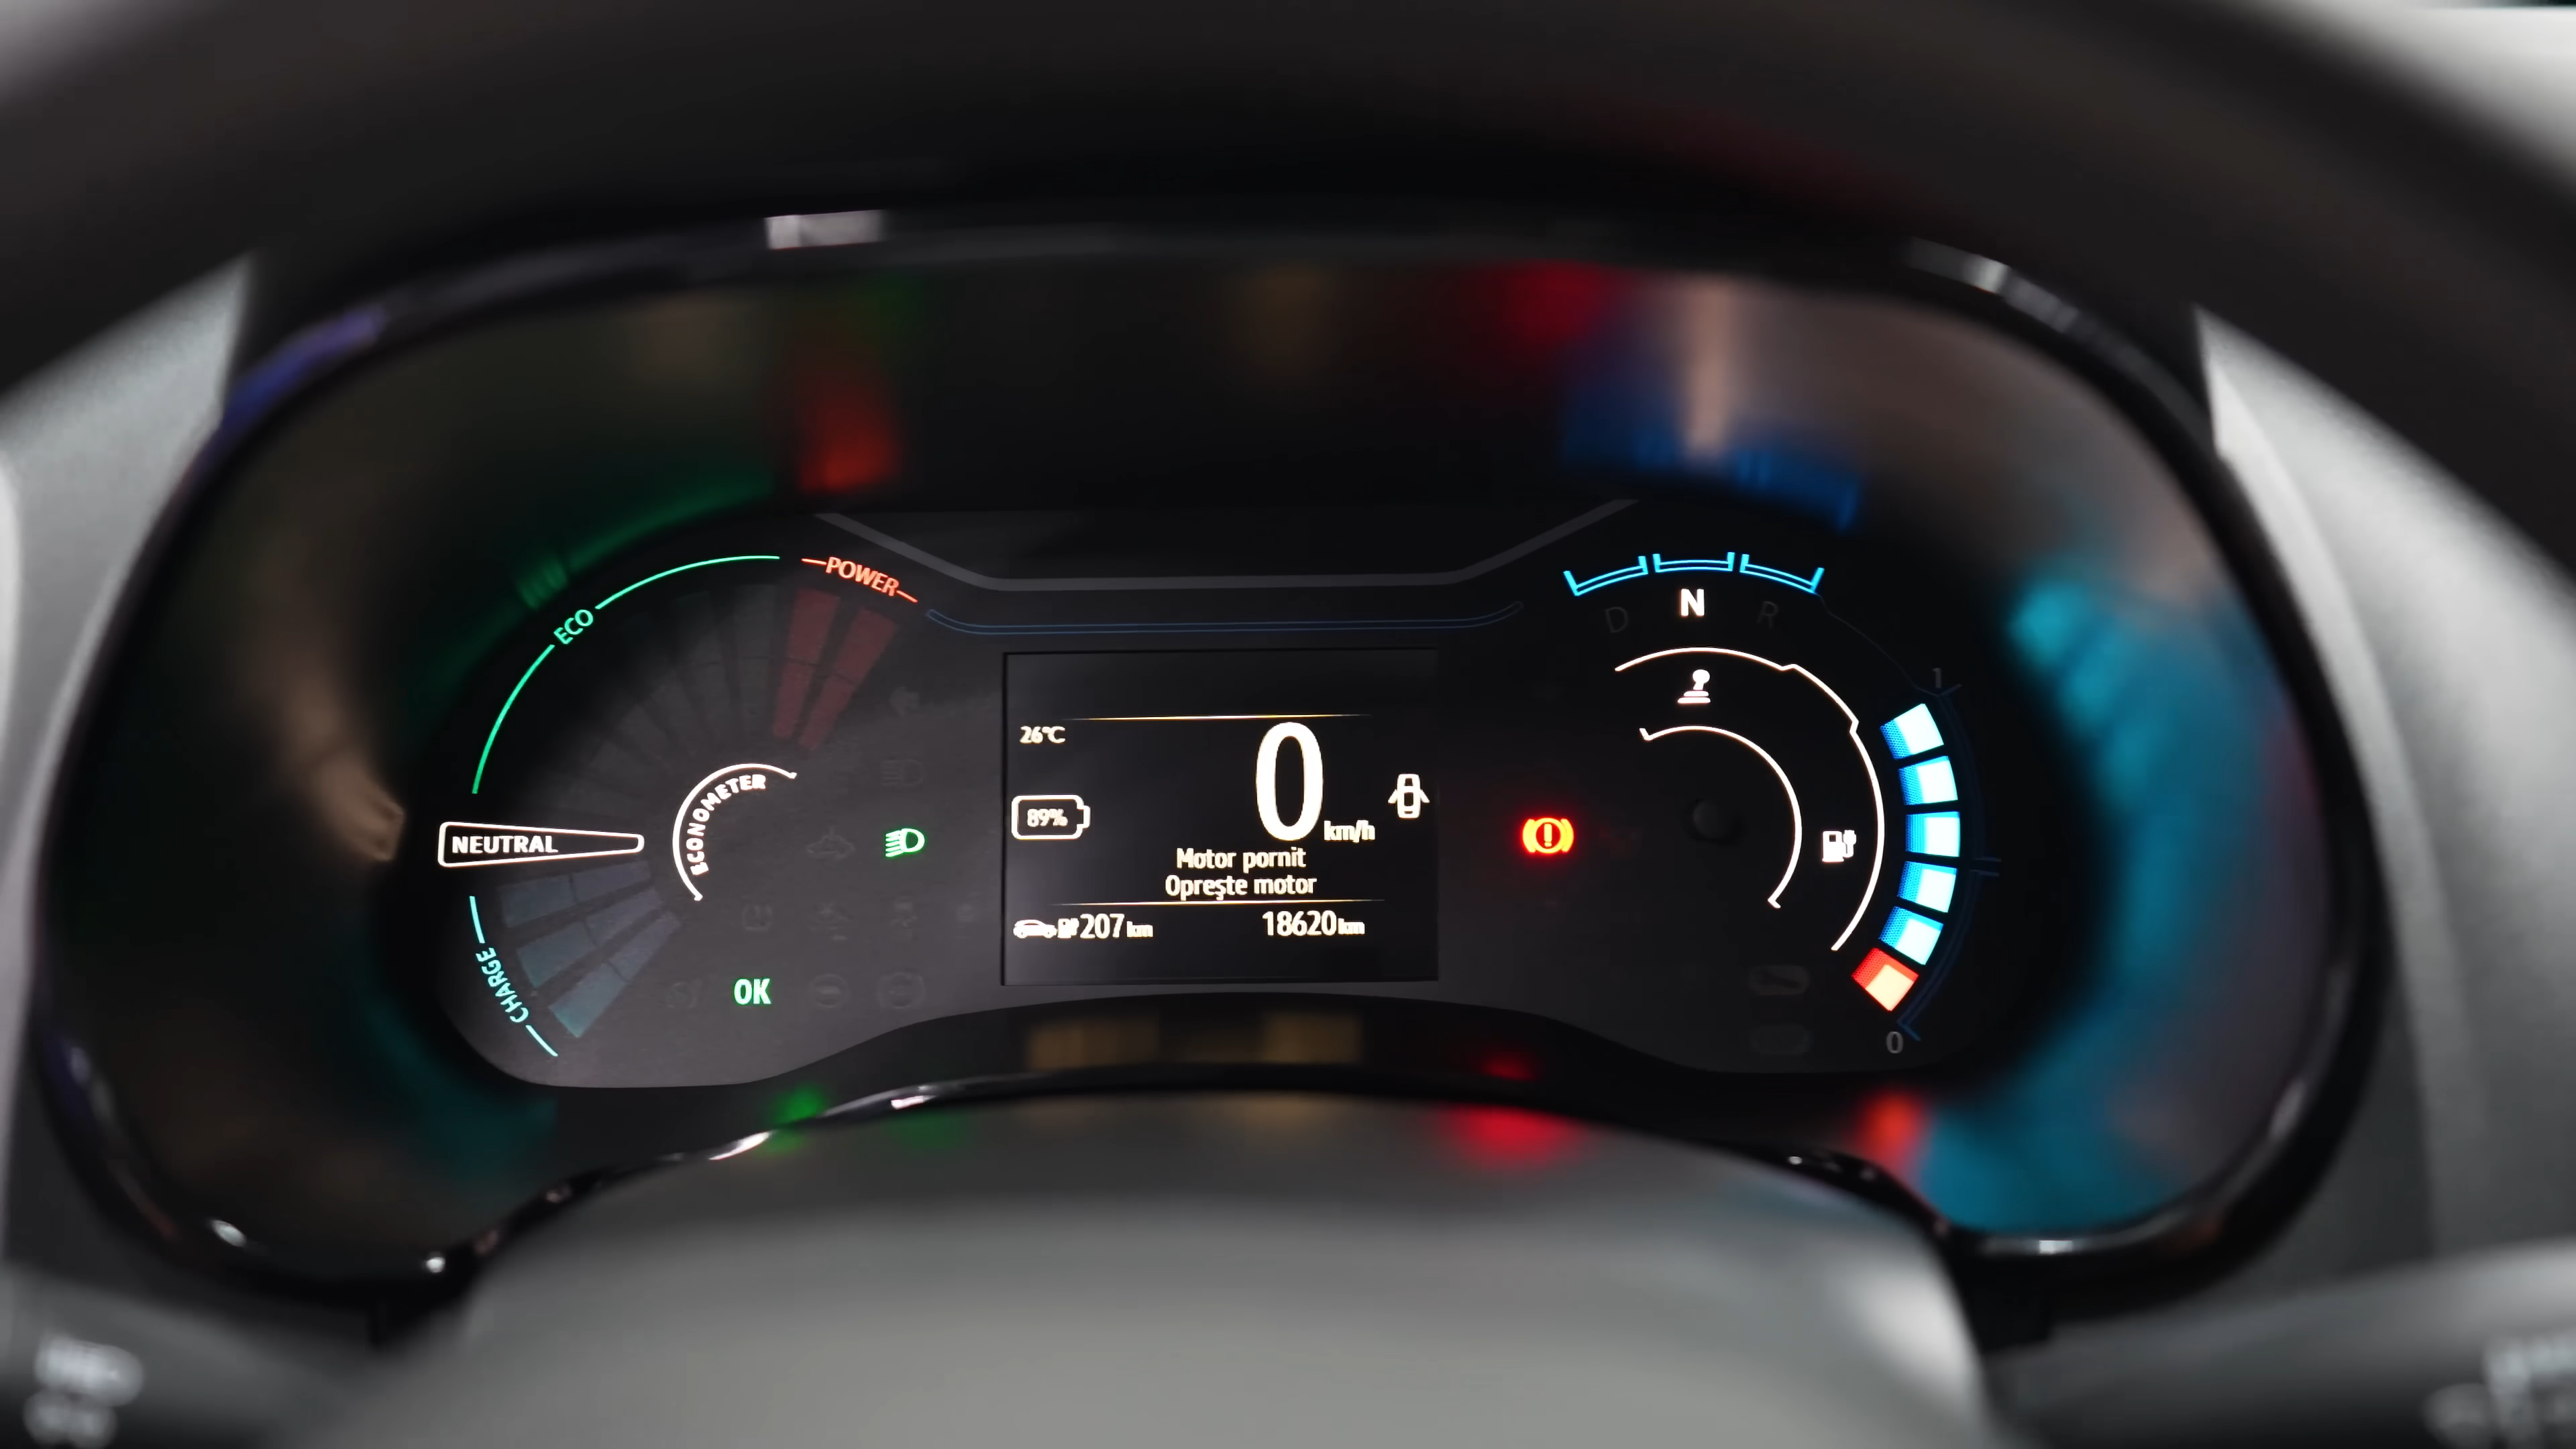 ECO
POWER
ECONOMETER
NEUTRAL
CHARGE
OK
26°C
89%
0 km/h
Motor pornit
Oprește motor
207 km 18620 km
D N R
1
0